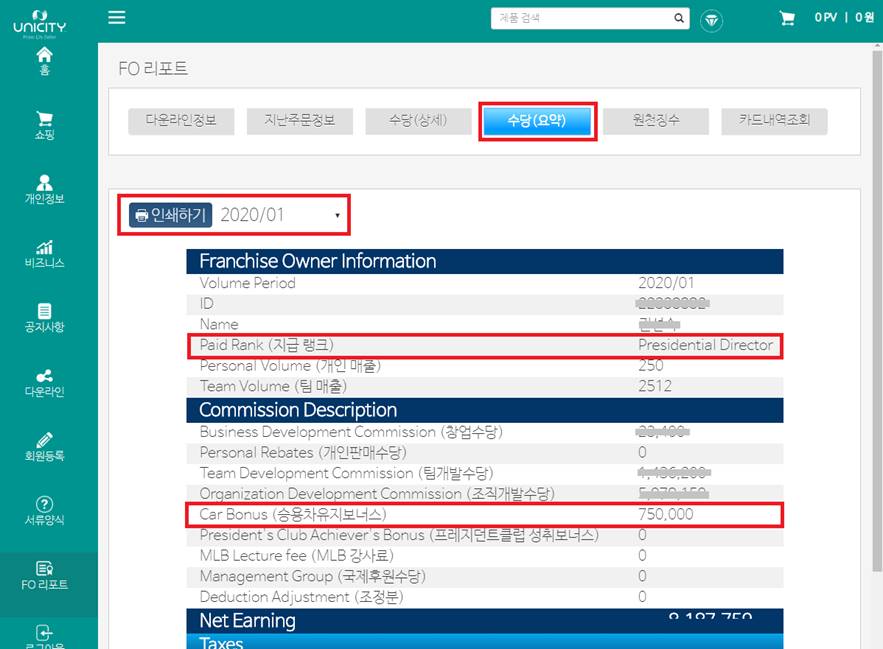 UNICITY
제품 검색
0 PV | 0 원
홈
쇼핑
개인정보
비즈니스
공지사항
다운라인
회원등록
서류양식
FO 리포트
로그아웃
FO 리포트
다운라인정보 지난주문정보 수당(상세) 수당(요약) 원천징수 카드내역조회
인쇄하기 2020/01
Franchise Owner Information
Volume Period 2020/01
ID
Name
Paid Rank (지급 랭크) Presidential Director
Personal Volume (개인 매출) 250
Team Volume (팀 매출) 2512
Commission Description
Business Development Commission (창업수당)
Personal Rebates (개인판매수당) 0
Team Development Commission (팀개발수당)
Organization Development Commission (조직개발수당)
Car Bonus (승용차유지보너스) 750,000
President's Club Achiever's Bonus (프레지던트클럽 성취보너스) 0
MLB Lecture fee (MLB 강사료) 0
Management Group (국제후원수당) 0
Deduction Adjustment (조정분) 0
Net Earning
Taxes